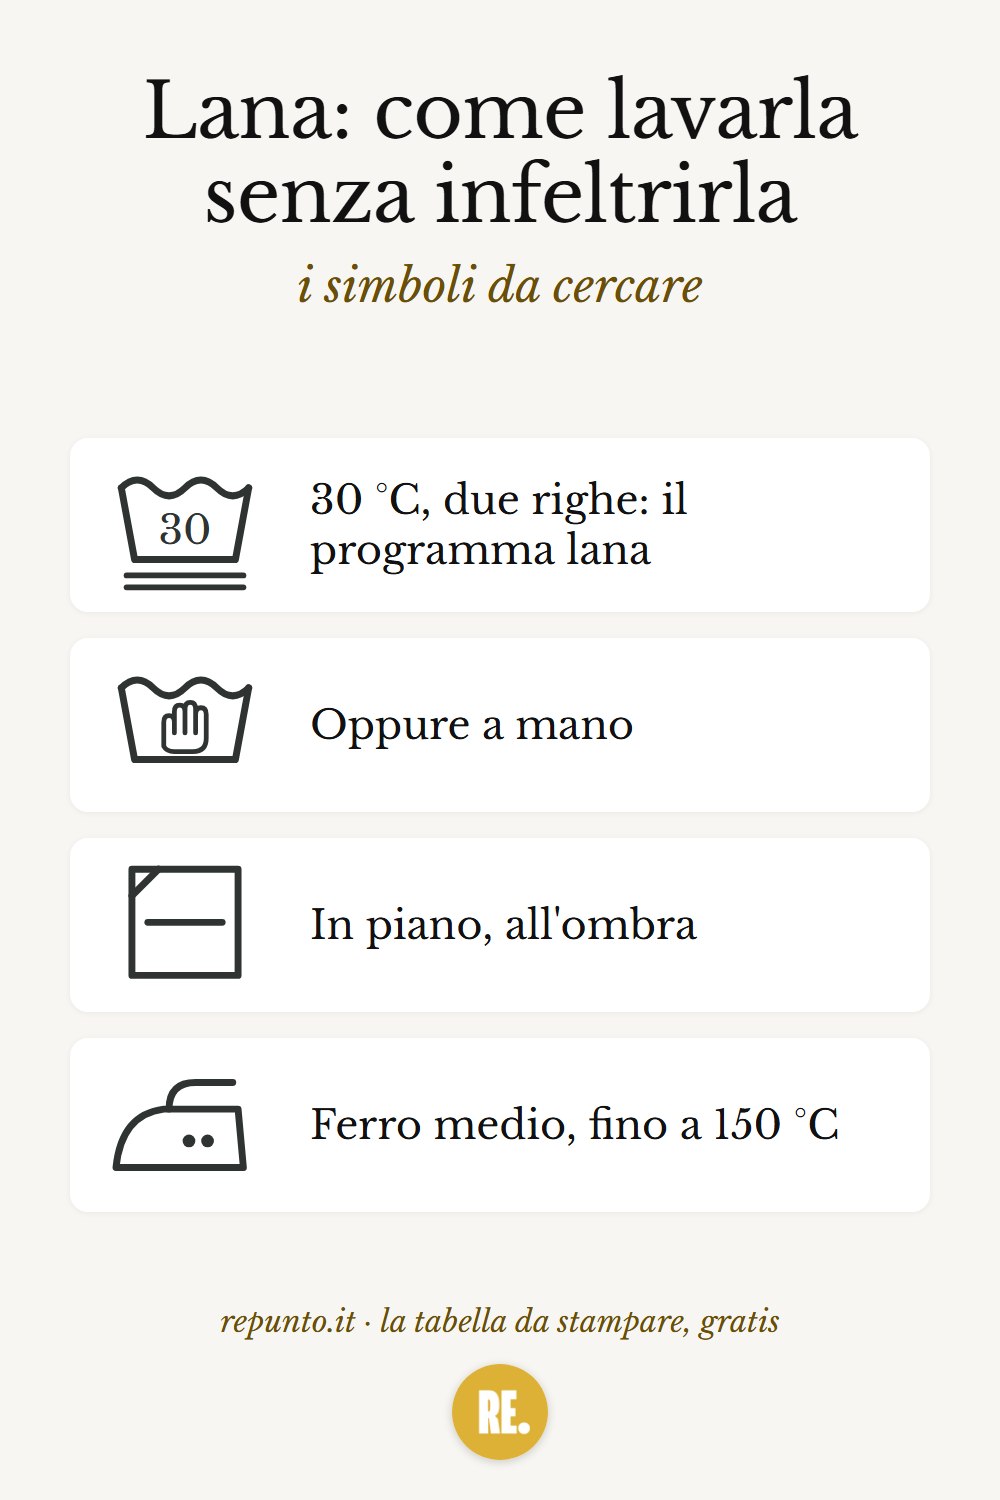 Lana: come lavarla
senza infeltrirla
i simboli da cercare
30
30 °C, due righe: il
programma lana
Oppure a mano
In piano, all'ombra
Ferro medio, fino a 150 °C
repunto.it · la tabella da stampare, gratis
RE.